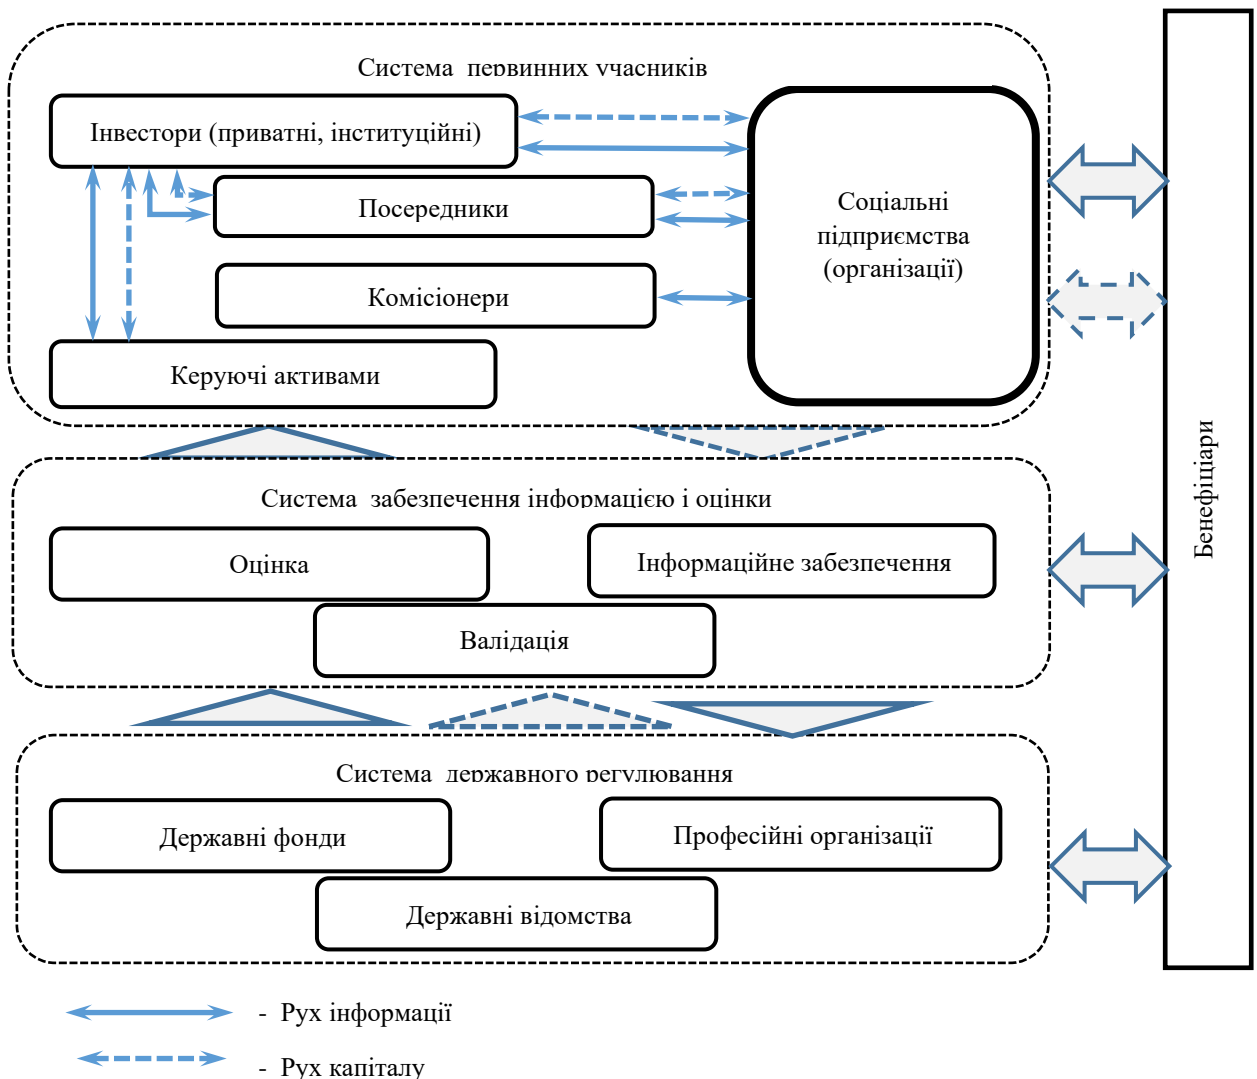 Система первинних учасників
Інвестори (приватні, інституційні)
Посередники
Комісіонери
Керуючі активами
Соціальні
підприємства
(організації)
Система забезпечення інформацією і оцінки
Оцінка
Інформаційне забезпечення
Валідація
Система державного регулювання
Державні фонди
Професійні організації
Державні відомства
Бенефіціари
- Рух інформації
- Рух капіталу